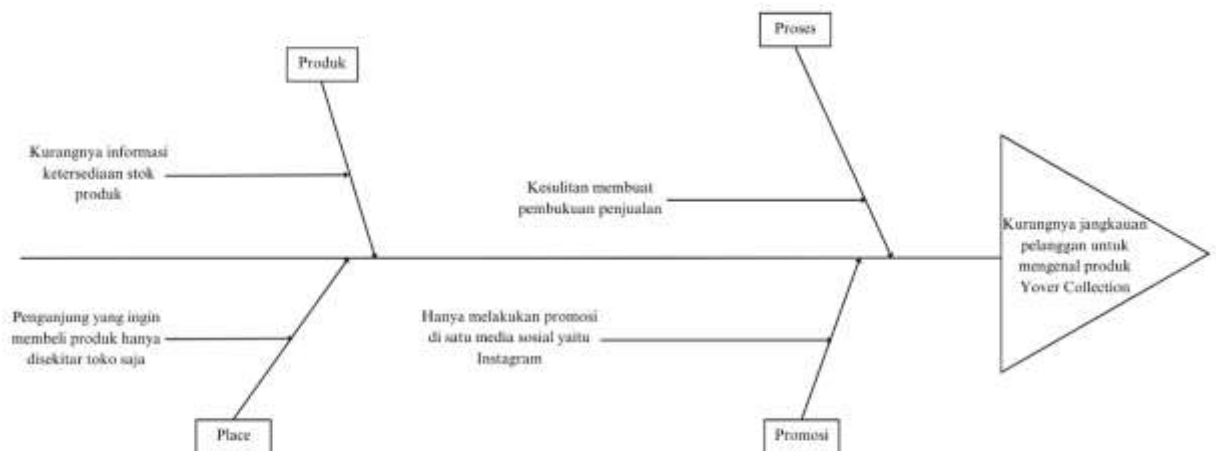 Proses
Produk
Kurangnya informasi
ketersediaan stok
produk
Kesulitan membuat
pembukuan penjualan
Kurangnya jangkauan
pelanggan untuk
mengenal produk
Yover Collection
Penganjung yang ingin
membeli produk hanya
disekitar toko saja
Hanya melakukan promosi
di satu media sosial yaitu
Instagram
Place
Promosi